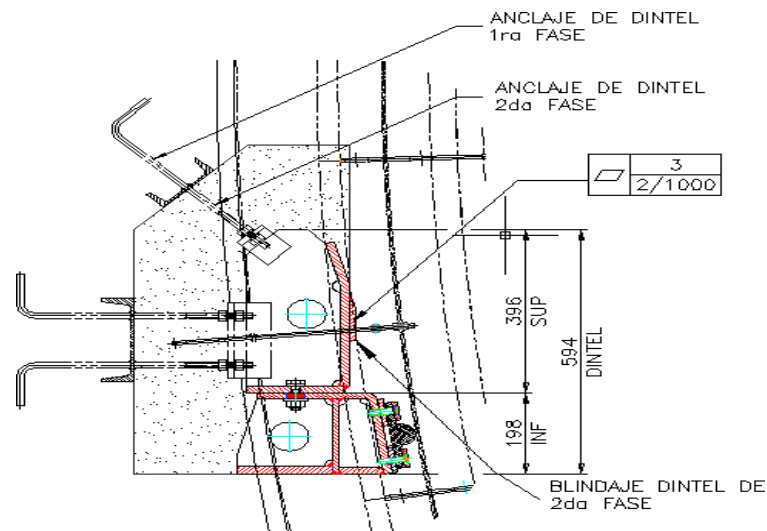 ANCLAJE DE DINTEL
1ra FASE
ANCLAJE DE DINTEL
2da FASE
3
2/1000
396
SUP
594
DINTEL
198
INF
BLINDAJE DINTEL DE
2da FASE